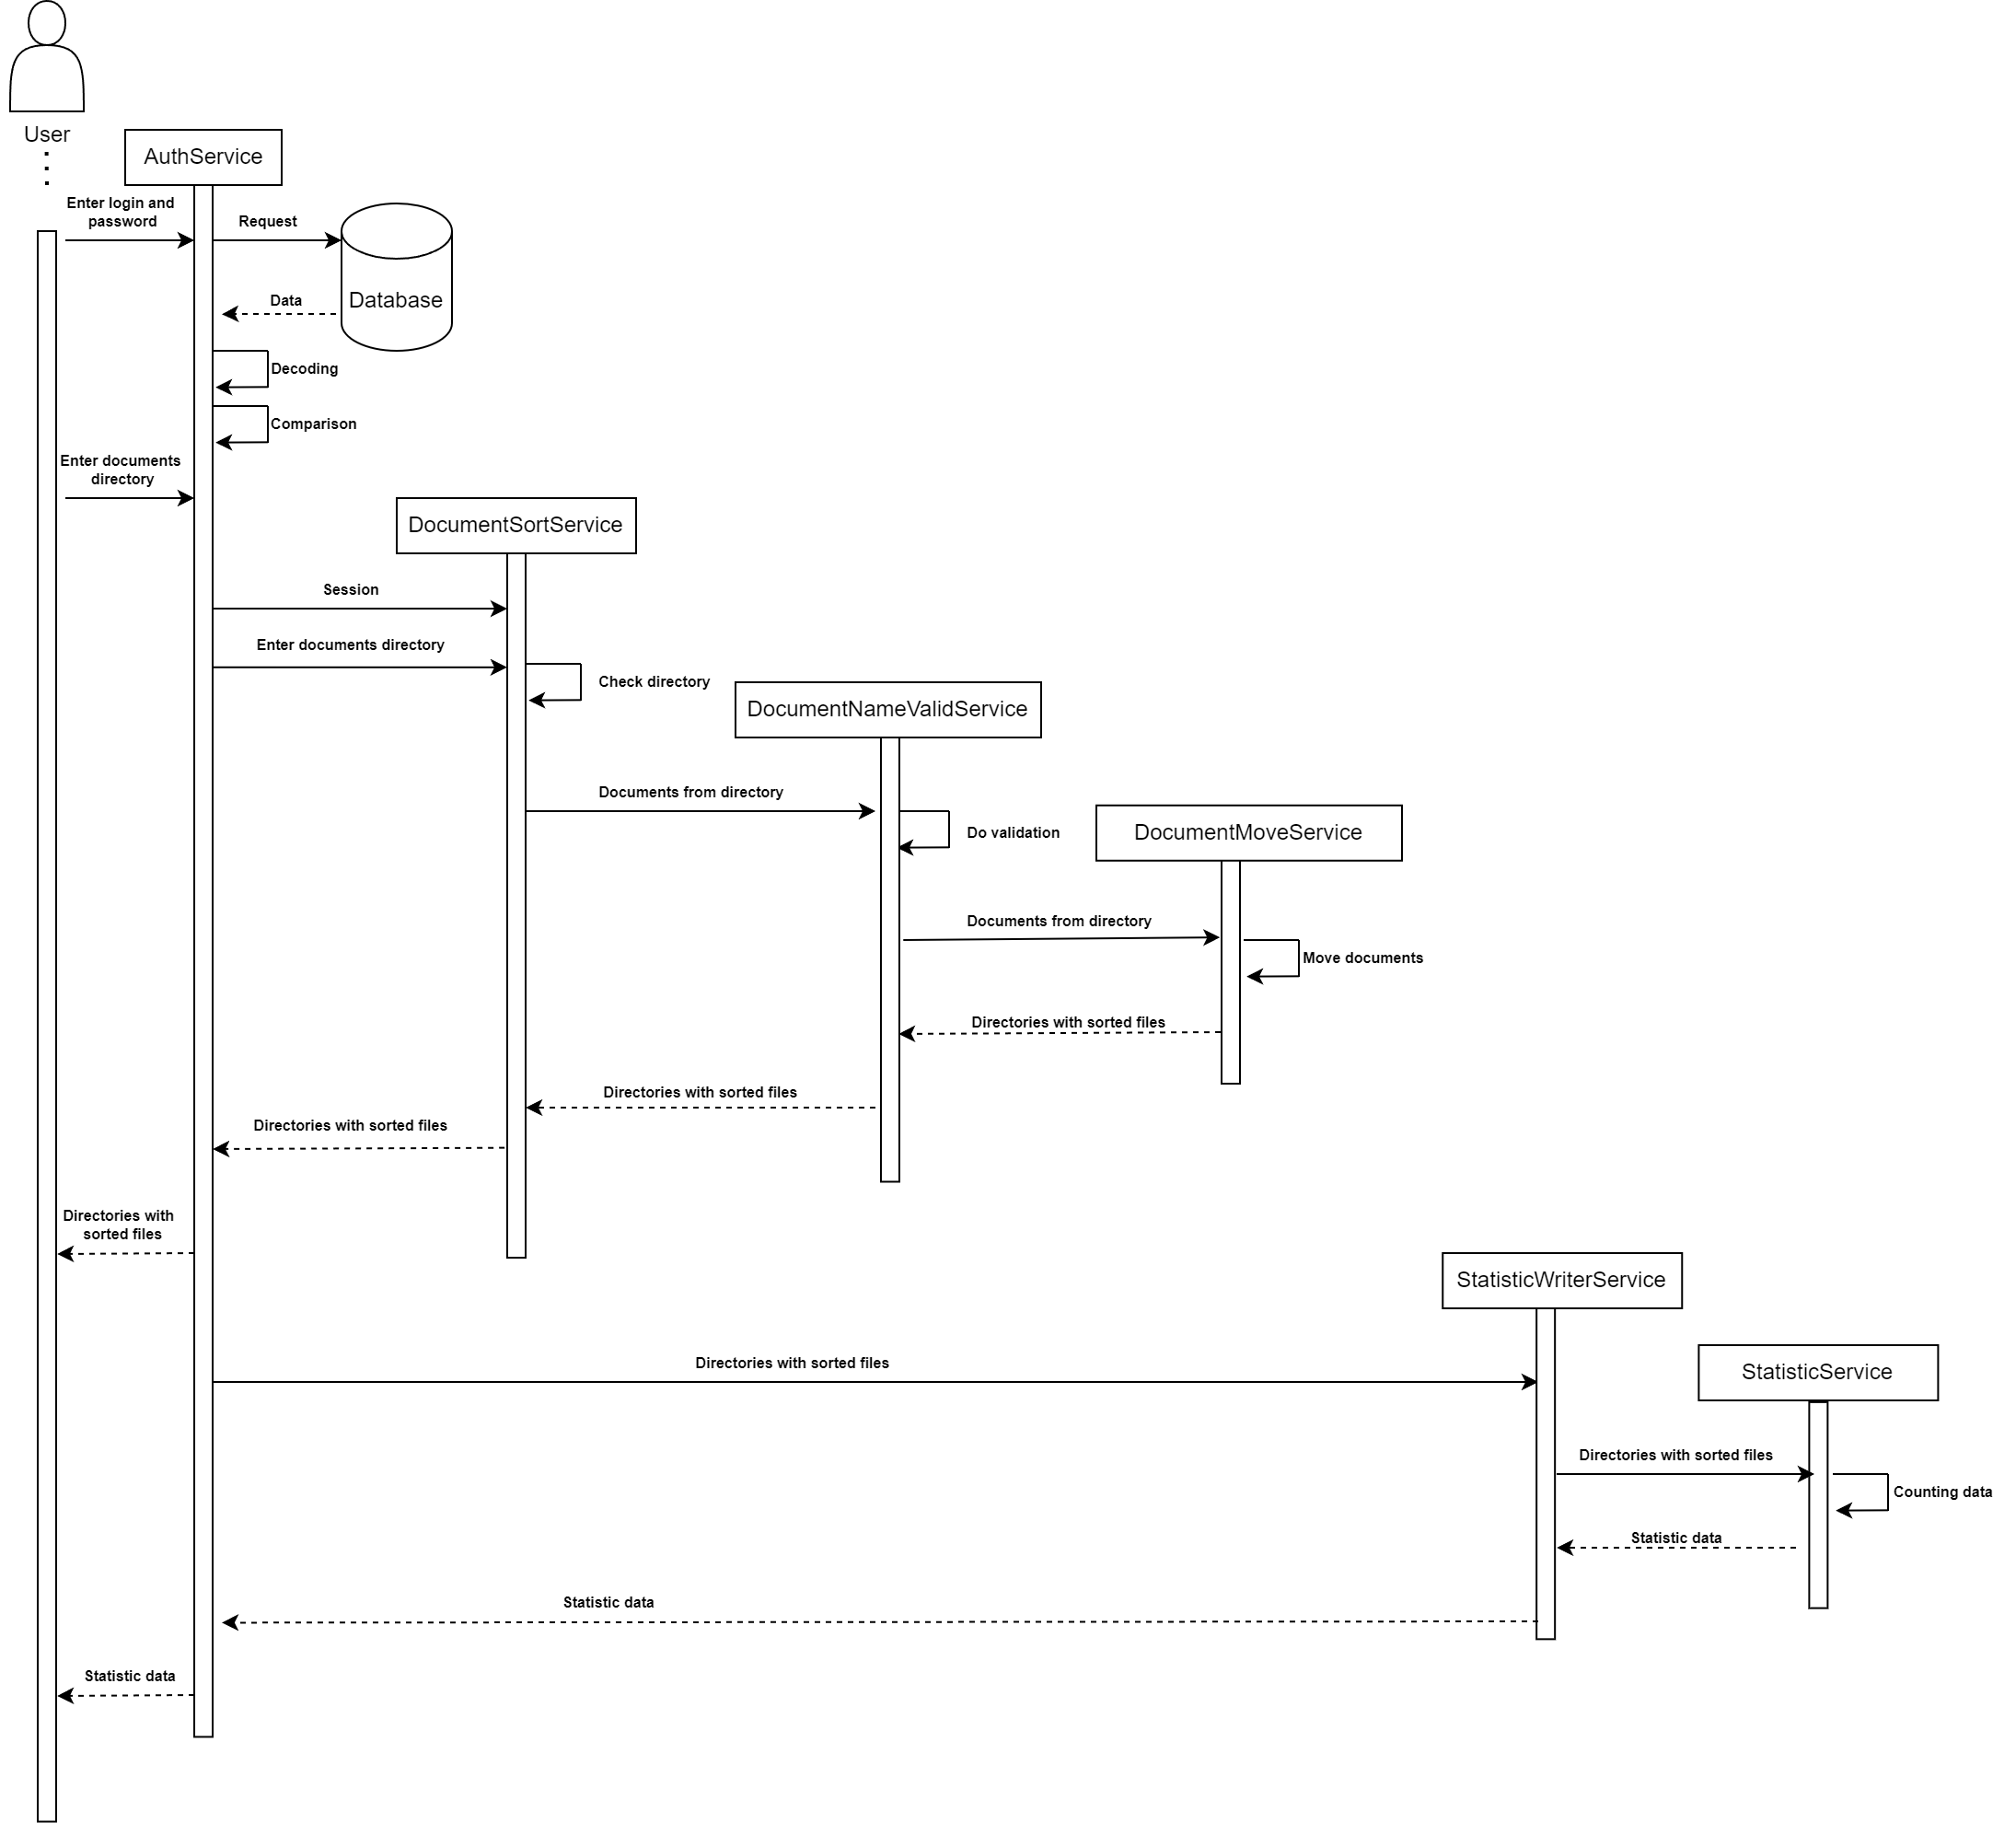 User
AuthService
Enter login and
password
Request
Database
Data
Decoding
Comparison
Enter documents
directory
DocumentSortService
Session
Enter documents directory
Check directory
DocumentNameValidService
Documents from directory
Do validation
DocumentMoveService
Documents from directory
Move documents
Directories with sorted files
Directories with sorted files
Directories with sorted files
Directories with
sorted files
StatisticWriterService
Directories with sorted files
StatisticService
Directories with sorted files
Counting data
Statistic data
Statistic data
Statistic data